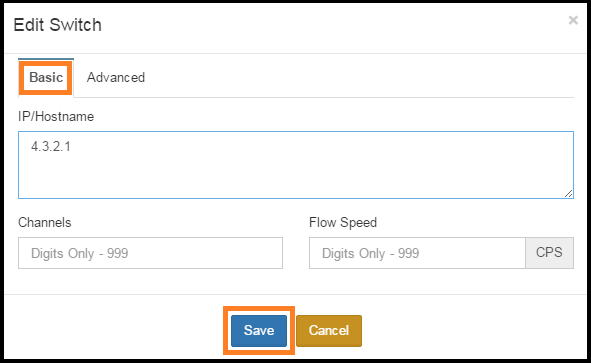 Edit Switch ×
Basic Advanced
IP/Hostname
4.3.2.1
Channels Flow Speed
Digits Only - 999 Digits Only - 999 CPS
Save Cancel